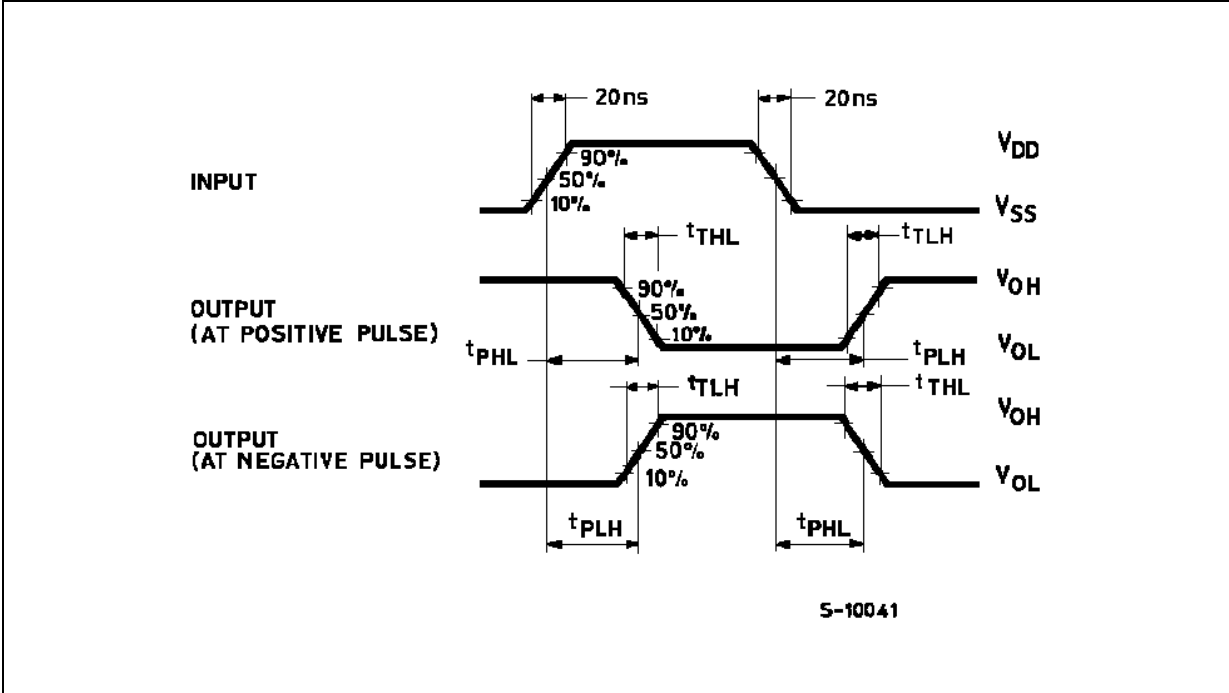 20ns
20ns
INPUT
90%
50%
10%
VDD
VSS
tTHL
tTLH
OUTPUT
(AT POSITIVE PULSE)
90%
50%
10%
VOH
VOL
tPHL
tPLH
tTLH
tTHL
OUTPUT
(AT NEGATIVE PULSE)
90%
50%
10%
VOH
VOL
tPLH
tPHL
S-10041